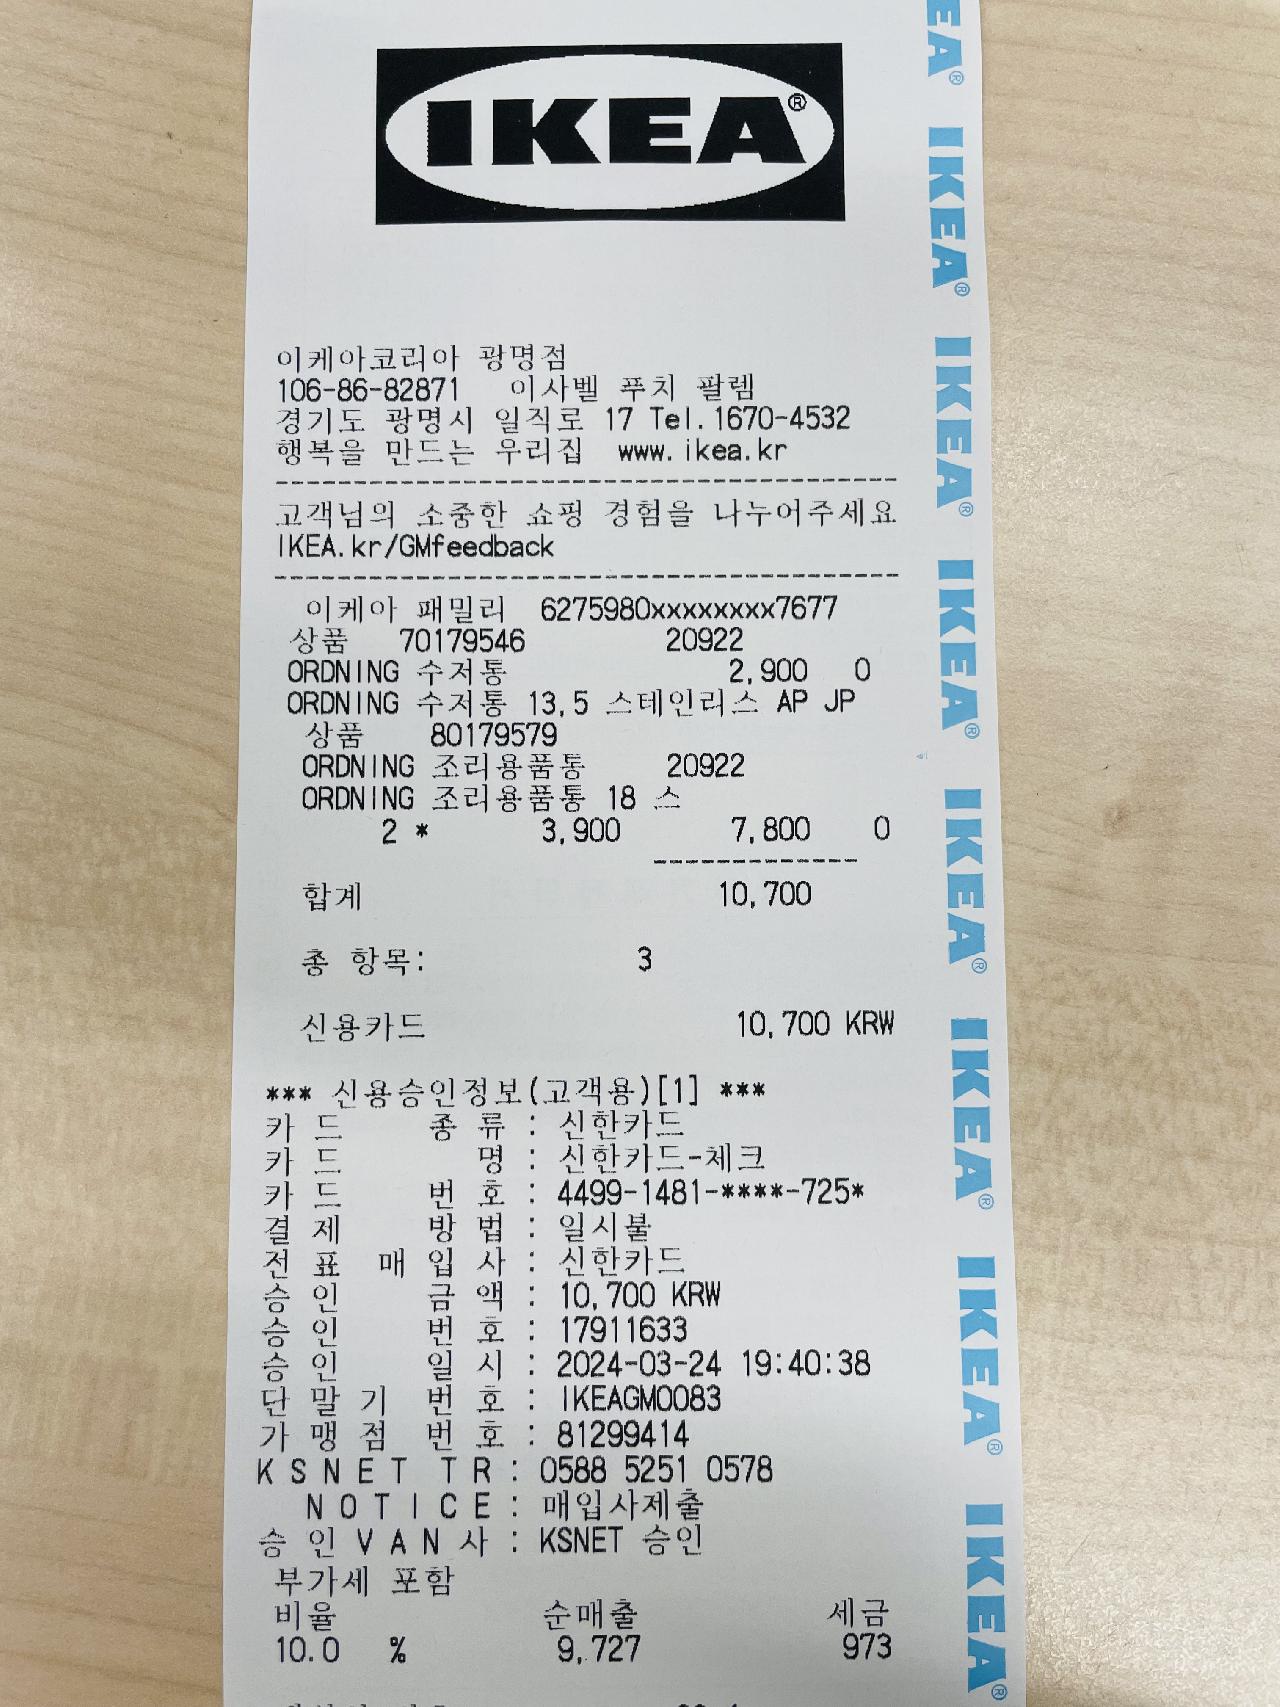 IKEA®
이케아코리아 광명점
106-86-82871 이사벨 푸치 팔렘
경기도 광명시 일직로 17 Tel.1670-4532
행복을 만드는 우리집 www.ikea.kr
고객님의 소중한 쇼핑 경험을 나누어주세요
IKEA.kr/GMfeedback
이케아 패밀리 6275980xxxxxxxx7677
상품 70179546 20922
ORDNING 수저통 2,900 0
ORDNING 수저통 13,5 스테인리스 AP JP
상품 80179579
ORDNING 조리용품통 20922
ORDNING 조리용품통 18 스
2 * 3,900 7,800 0
합계 10,700
총 항목: 3
신용카드 10,700 KRW
*** 신용승인정보(고객용)[1] ***
카 드 종 류 : 신한카드
카 드 명 : 신한카드-체크
카 드 번 호 : 4499-1481-****-725*
결 제 방 법 : 일시불
전 표 매 입 사 : 신한카드
승 인 금 액 : 10,700 KRW
승 인 번 호 : 17911633
승 인 일 시 : 2024-03-24 19:40:38
단 말 기 번 호 : IKEAGM0083
가 맹 점 번 호 : 81299414
K S N E T T R : 0588 5251 0578
N O T I C E : 매입사제출
승 인 V A N 사 : KSNET 승인
부가세 포함
비율 순매출 세금
10.0 % 9,727 973
IKEA®
IKEA®
IKEA®
IKEA®
IKEA®
IKEA®
IKEA®
IKEA®